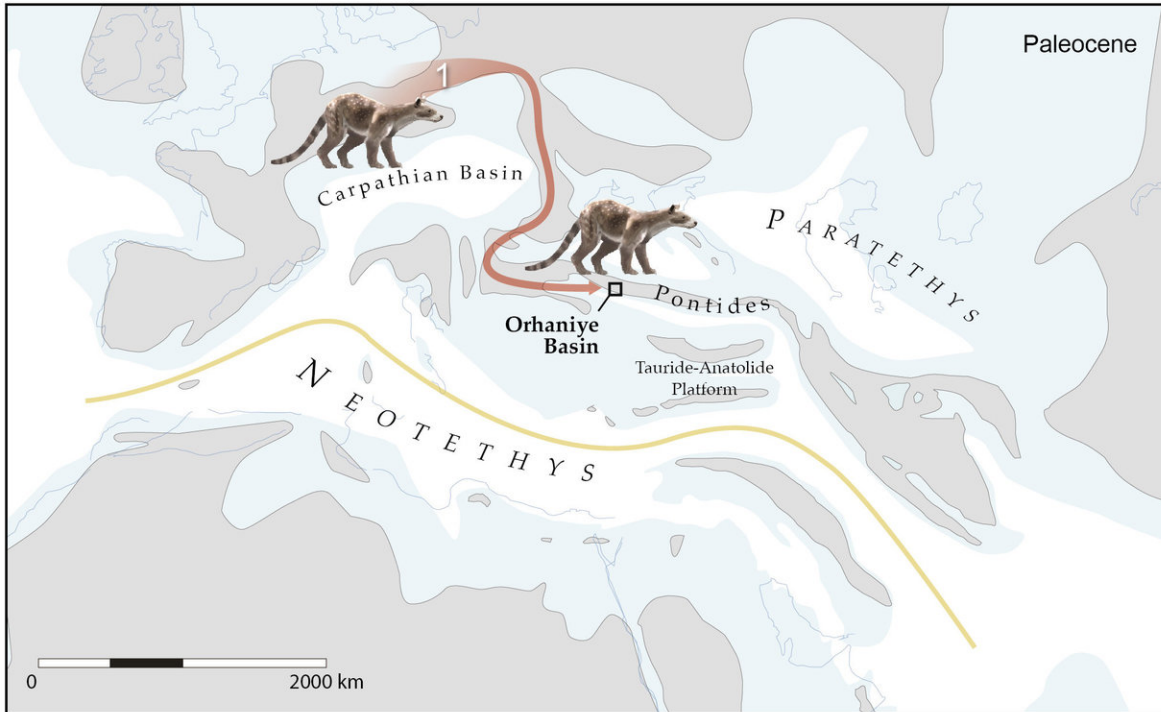 Paleocene
1
Carpathian Basin
PARATETHYS
Pontides
Orhaniye
Basin
Tauride-Anatolide
Platform
NEOTETHYS
0
2000 km